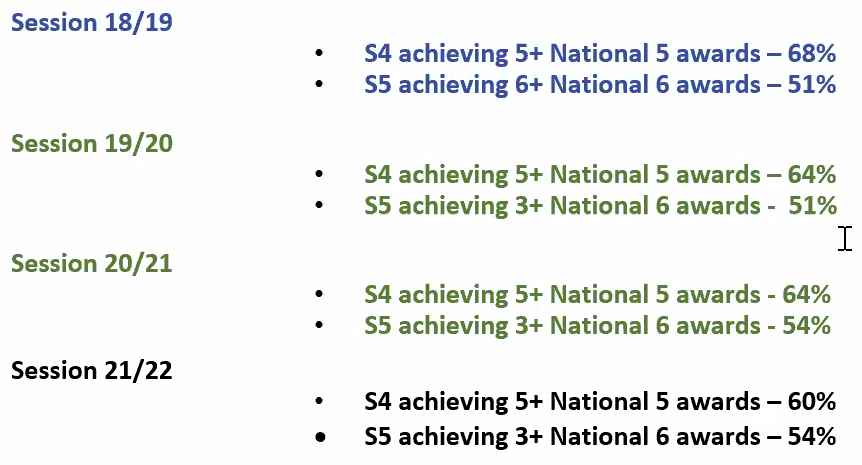 Session 18/19
• S4 achieving 5+ National 5 awards – 68%
• S5 achieving 6+ National 6 awards – 51%
Session 19/20
• S4 achieving 5+ National 5 awards – 64%
• S5 achieving 3+ National 6 awards - 51%
Session 20/21
• S4 achieving 5+ National 5 awards - 64%
• S5 achieving 3+ National 6 awards - 54%
Session 21/22
• S4 achieving 5+ National 5 awards – 60%
• S5 achieving 3+ National 6 awards – 54%